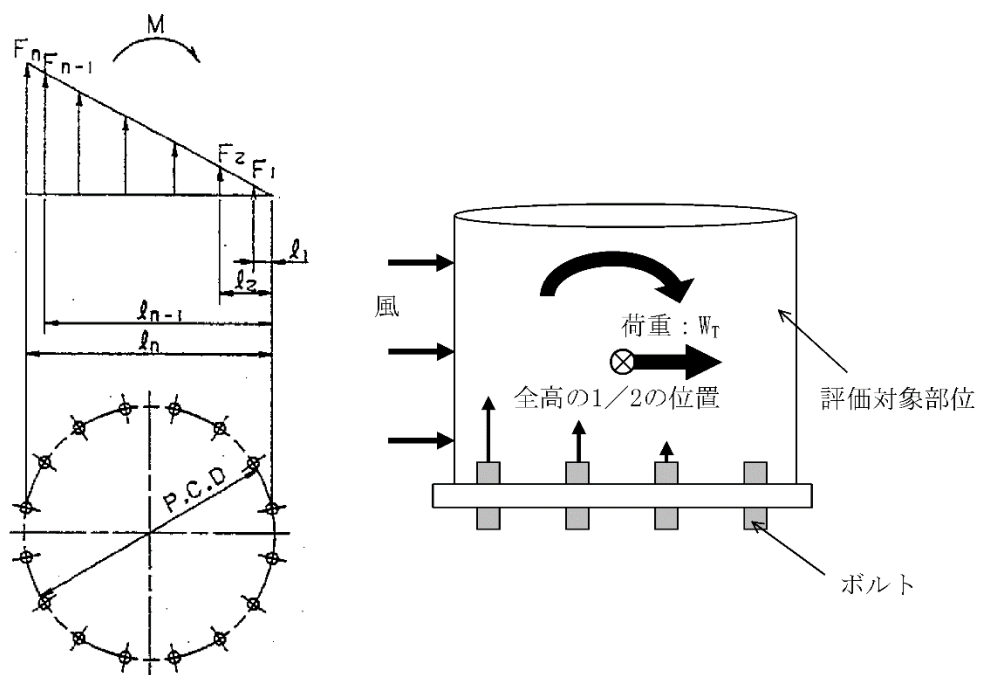 M
Fn
Fn-1
F2
F1
ℓ1
ℓ2
ℓn-1
ℓn
P.C.D
風
荷重：WT
全高の1／2の位置
評価対象部位
ボルト